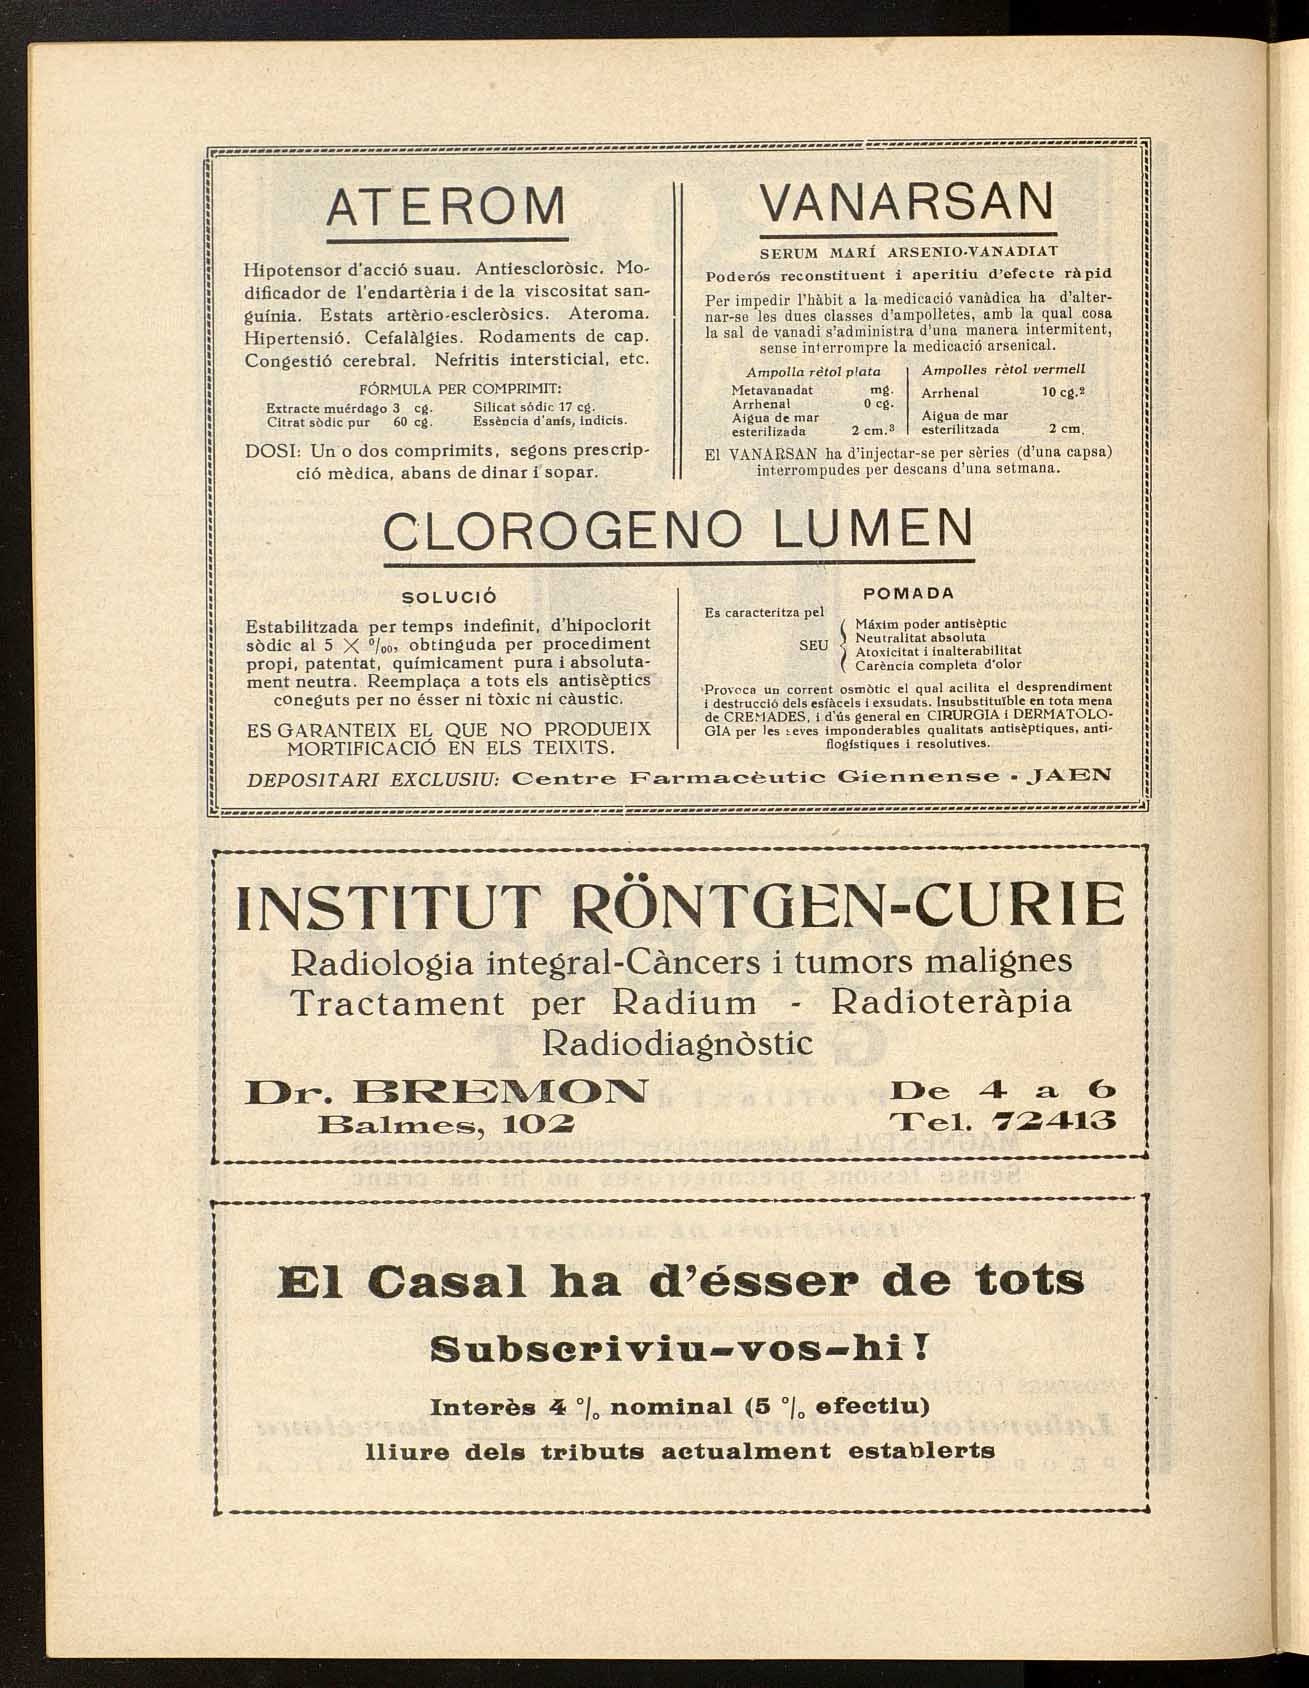 ATEROM
Hipotensor d'acció suau. Antiescloròsic. Mo-
dificador de l'endartèria i de la viscositat san-
guínia. Estats artèrio-escleròsics. Ateroma.
Hipertensió. Cefalàlgies. Rodaments de cap.
Congestió cerebral. Nefritis intersticial, etc.
FÓRMULA PER COMPRIMIT:
Extracte muérdago 3 cg. Silicat sòdic 17 cg.
Citrat sòdic pur 60 cg. Essència d'anís, indicis.
DOSI: Un o dos comprimits, segons prescrip-
ció mèdica, abans de dinar i sopar.
VANARSAN
SERUM MARÍ ARSENIO-VANADIAT
Poderós reconstituent i aperitiu d'efecte ràpid
Per impedir l'hàbit a la medicació vanàdica ha d'alter-
nar-se les dues classes d'ampolletes, amb la qual cosa
la sal de vanadi s'administra d'una manera intermitent,
sense interrompre la medicació arsenical.
Ampolla rètol plata
Metavanadat mg.
Arrhenal 0 cg.
Aigua de mar
esterilizada 2 cm.³
Ampolles rètol vermell
Arrhenal 10 cg.²
Aigua de mar
esterilitzada 2 cm.
El VANARSAN ha d'injectar-se per sèries (d'una capsa)
interrompudes per descans d'una setmana.
CLOROGENO LUMEN
SOLUCIÓ
Estabilitzada per temps indefinit, d'hipoclorit
sòdic al 5 X °/₀₀, obtinguda per procediment
propi, patentat, químicament pura i absoluta-
ment neutra. Reemplaça a tots els antisèptics
coneguts per no ésser ni tòxic ni càustic.
ES GARANTEIX EL QUE NO PRODUEIX
MORTIFICACIÓ EN ELS TEIXITS.
POMADA
Es caracteritza pel
SEU
Màxim poder antisèptic
Neutralitat absoluta
Atoxicitat i inalterabilitat
Carència completa d'olor
Provoca un corrent osmòtic el qual acilita el desprendiment
i destrucció dels esfàcels i exsudats. Insubstituïble en tota mena
de CREMADES, i d'ús general en CIRURGIA i DERMATOLO-
GIA per les seves imponderables qualitats antisèptiques, anti-
flogístiques i resolutives.
DEPOSITARI EXCLUSIU: Centre Farmacèutic Giennense - JAEN
INSTITUT RÖNTGEN-CURIE
Radiologia integral-Càncers i tumors malignes
Tractament per Radium - Radioteràpia
Radiodiagnòstic
Dr. BREMON De 4 a 6
Balmes, 102 Tel. 72413
El Casal ha d'ésser de tots
Subscriviu-vos-hi!
Interès 4 °/₀ nominal (5 °/₀ efectiu)
lliure dels tributs actualment establerts